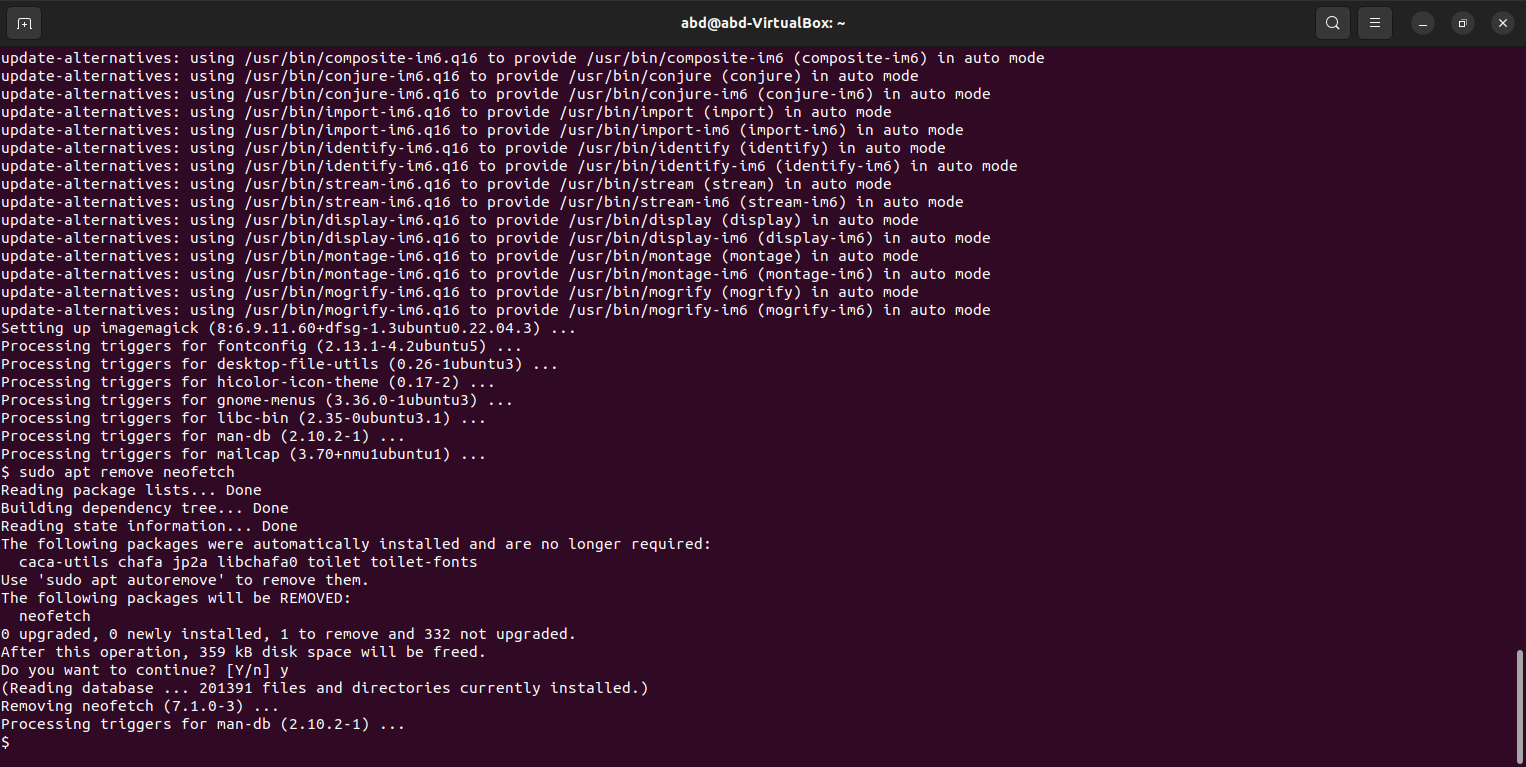 abd@abd-VirtualBox: ~
update-alternatives: using /usr/bin/composite-im6.q16 to provide /usr/bin/composite-im6 (composite-im6) in auto mode
update-alternatives: using /usr/bin/conjure-im6.q16 to provide /usr/bin/conjure (conjure) in auto mode
update-alternatives: using /usr/bin/conjure-im6.q16 to provide /usr/bin/conjure-im6 (conjure-im6) in auto mode
update-alternatives: using /usr/bin/import-im6.q16 to provide /usr/bin/import (import) in auto mode
update-alternatives: using /usr/bin/import-im6.q16 to provide /usr/bin/import-im6 (import-im6) in auto mode
update-alternatives: using /usr/bin/identify-im6.q16 to provide /usr/bin/identify (identify) in auto mode
update-alternatives: using /usr/bin/identify-im6.q16 to provide /usr/bin/identify-im6 (identify-im6) in auto mode
update-alternatives: using /usr/bin/stream-im6.q16 to provide /usr/bin/stream (stream) in auto mode
update-alternatives: using /usr/bin/stream-im6.q16 to provide /usr/bin/stream-im6 (stream-im6) in auto mode
update-alternatives: using /usr/bin/display-im6.q16 to provide /usr/bin/display (display) in auto mode
update-alternatives: using /usr/bin/display-im6.q16 to provide /usr/bin/display-im6 (display-im6) in auto mode
update-alternatives: using /usr/bin/montage-im6.q16 to provide /usr/bin/montage (montage) in auto mode
update-alternatives: using /usr/bin/montage-im6.q16 to provide /usr/bin/montage-im6 (montage-im6) in auto mode
update-alternatives: using /usr/bin/mogrify-im6.q16 to provide /usr/bin/mogrify (mogrify) in auto mode
update-alternatives: using /usr/bin/mogrify-im6.q16 to provide /usr/bin/mogrify-im6 (mogrify-im6) in auto mode
Setting up imagemagick (8:6.9.11.60+dfsg-1.3ubuntu0.22.04.3) ...
Processing triggers for fontconfig (2.13.1-4.2ubuntu5) ...
Processing triggers for desktop-file-utils (0.26-1ubuntu3) ...
Processing triggers for hicolor-icon-theme (0.17-2) ...
Processing triggers for gnome-menus (3.36.0-1ubuntu3) ...
Processing triggers for libc-bin (2.35-0ubuntu3.1) ...
Processing triggers for man-db (2.10.2-1) ...
Processing triggers for mailcap (3.70+nmu1ubuntu1) ...
$ sudo apt remove neofetch
Reading package lists... Done
Building dependency tree... Done
Reading state information... Done
The following packages were automatically installed and are no longer required:
  caca-utils chafa jp2a libchafa0 toilet toilet-fonts
Use 'sudo apt autoremove' to remove them.
The following packages will be REMOVED:
  neofetch
0 upgraded, 0 newly installed, 1 to remove and 332 not upgraded.
After this operation, 359 kB disk space will be freed.
Do you want to continue? [Y/n] y
(Reading database ... 201391 files and directories currently installed.)
Removing neofetch (7.1.0-3) ...
Processing triggers for man-db (2.10.2-1) ...
$